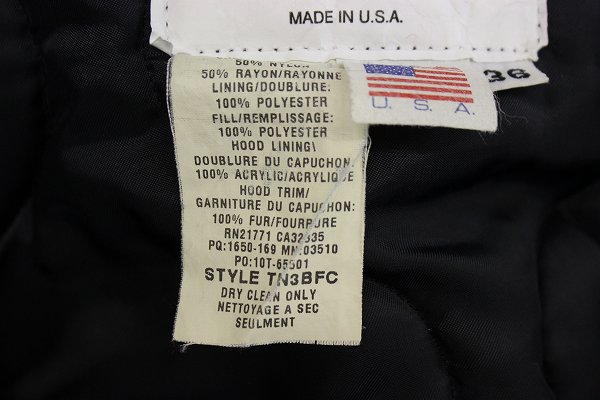 MADE IN U.S.A.
36
U. S. A.
50% NYLON
50% RAYON/RAYONNE
LINING/DOUBLURE:
100% POLYESTER
FILL/REMPLISSAGE:
100% POLYESTER
HOOD LINING\
DOUBLURE DU CAPUCHON:
100% ACRYLIC/ACRYLIQUE
HOOD TRIM/
GARNITURE DU CAPUCHON:
100% FUR/FOURRURE
RN21771 CA32335
PQ:1650-169 MN:03510
PO:10T-65501
STYLE TN3BFC
DRY CLEAN ONLY
NETTOYAGE A SEC
SEULMENT